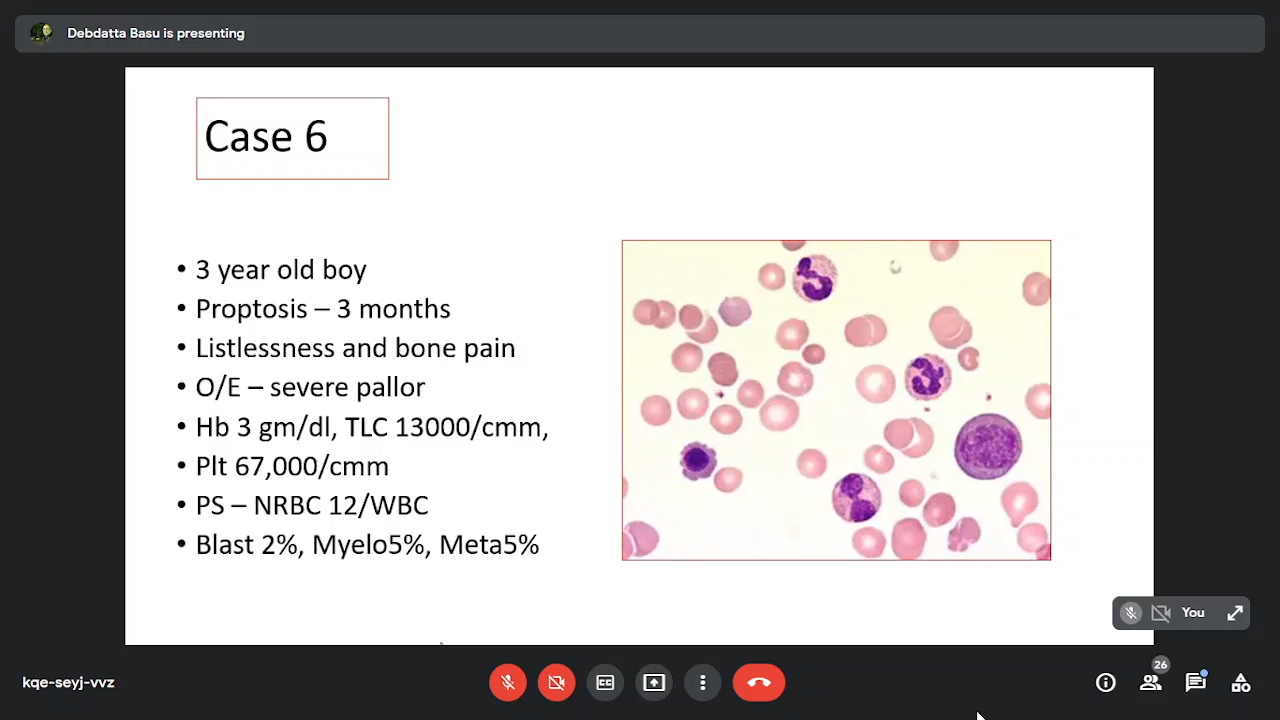 Debdatta Basu is presenting
Case 6
• 3 year old boy
• Proptosis – 3 months
• Listlessness and bone pain
• O/E – severe pallor
• Hb 3 gm/dl, TLC 13000/cmm,
• Plt 67,000/cmm
• PS – NRBC 12/WBC
• Blast 2%, Myelo5%, Meta5%
You
kqe-seyj-vvz
CC
26